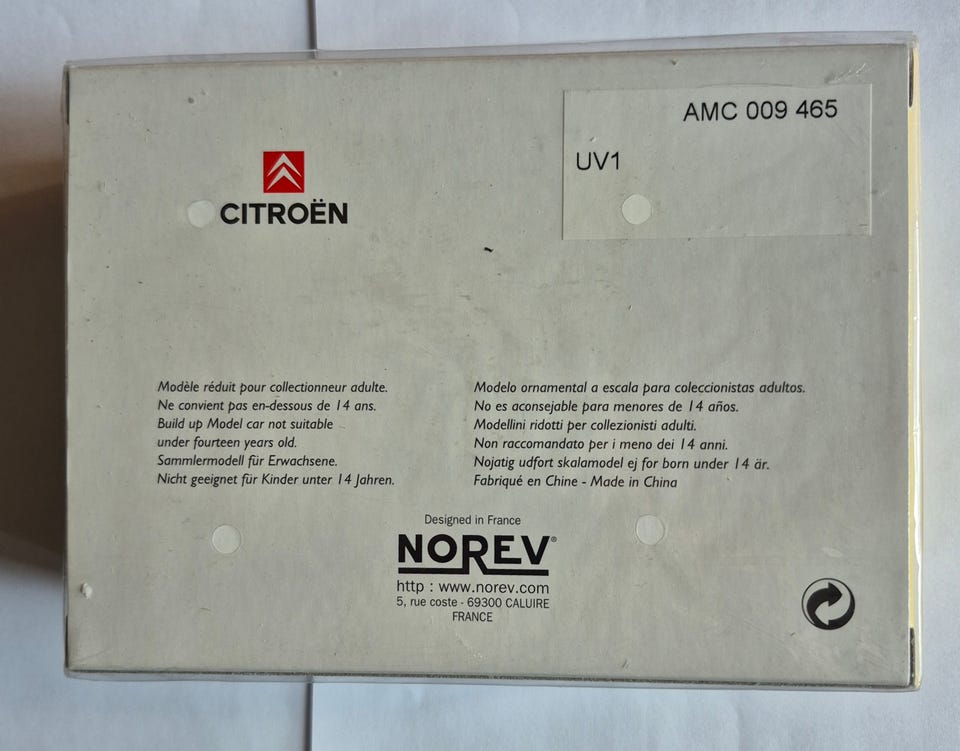 AMC 009 465
UV1
CITROËN
Modèle réduit pour collectionneur adulte.
Ne convient pas en-dessous de 14 ans.
Build up Model car not suitable
under fourteen years old.
Sammlermodell für Erwachsene.
Nicht geeignet für Kinder unter 14 Jahren.
Modelo ornamental a escala para coleccionistas adultos.
No es aconsejable para menores de 14 años.
Modellini ridotti per collezionisti adulti.
Non raccomandato per i meno dei 14 anni.
Nojatig udfort skalamodel ej for born under 14 är.
Fabriqué en Chine - Made in China
Designed in France
NOREV®
http : www.norev.com
5, rue coste - 69300 CALUIRE
FRANCE